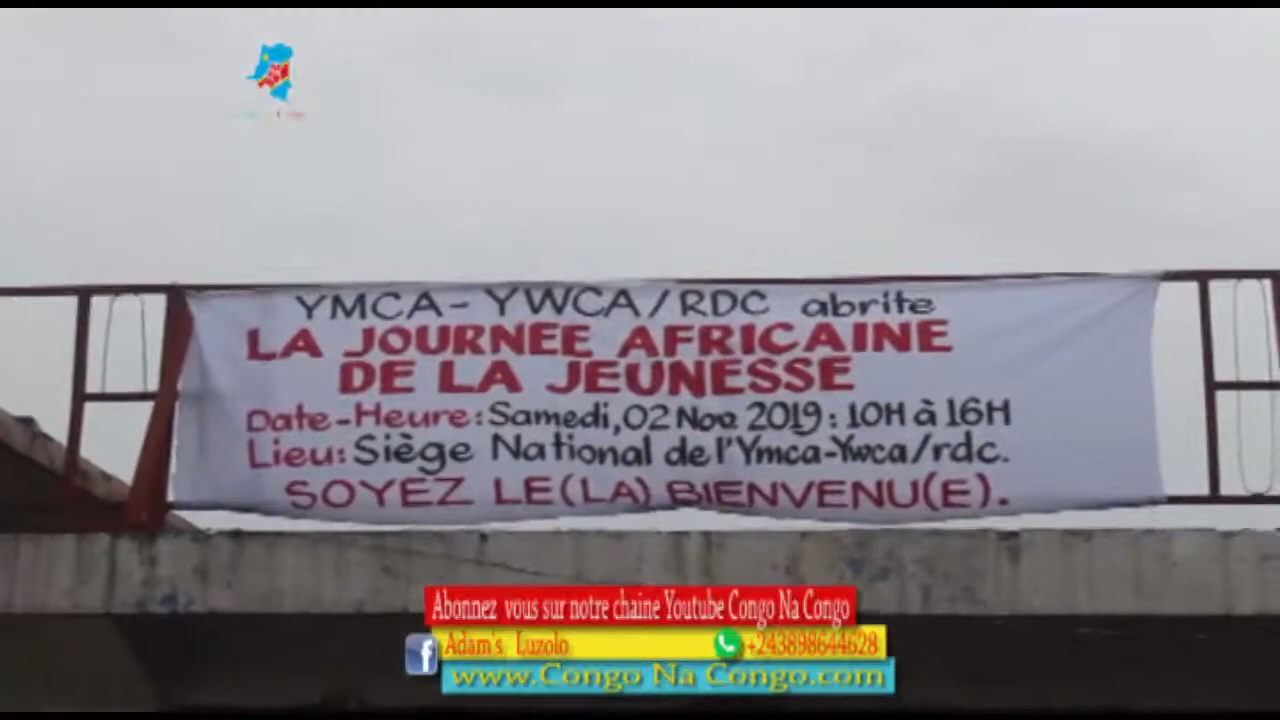 YMCA-YWCA/RDC abrite
LA JOURNEE AFRICAINE
DE LA JEUNESSE
Date-Heure: Samedi, 02 Nov 2019: 10H à 16H
Lieu: Siège National de l'Ymca-Ywca/rdc.
SOYEZ LE(LA) BIENVENU(E).
Abonnez vous sur notre chaine Youtube Congo Na Congo
f Adam's Luzolo +243898644628
www.Congo Na Congo.com